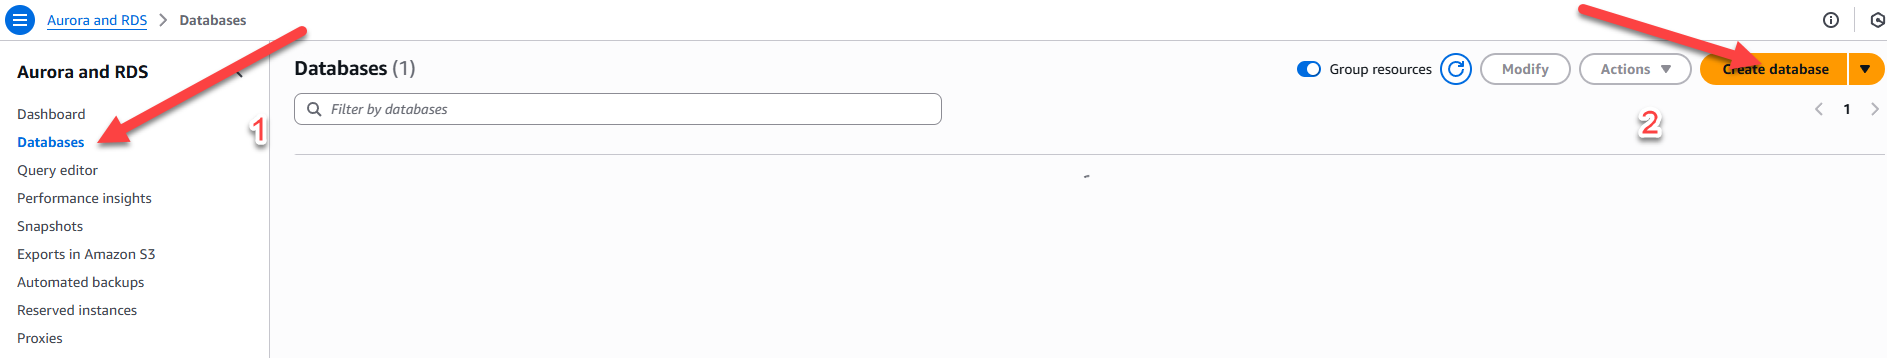 Aurora and RDS > Databases
Aurora and RDS
Dashboard
Databases
Query editor
Performance insights
Snapshots
Exports in Amazon S3
Automated backups
Reserved instances
Proxies
1
Databases (1)
Group resources
Modify
Actions
Create database
Filter by databases
1
2